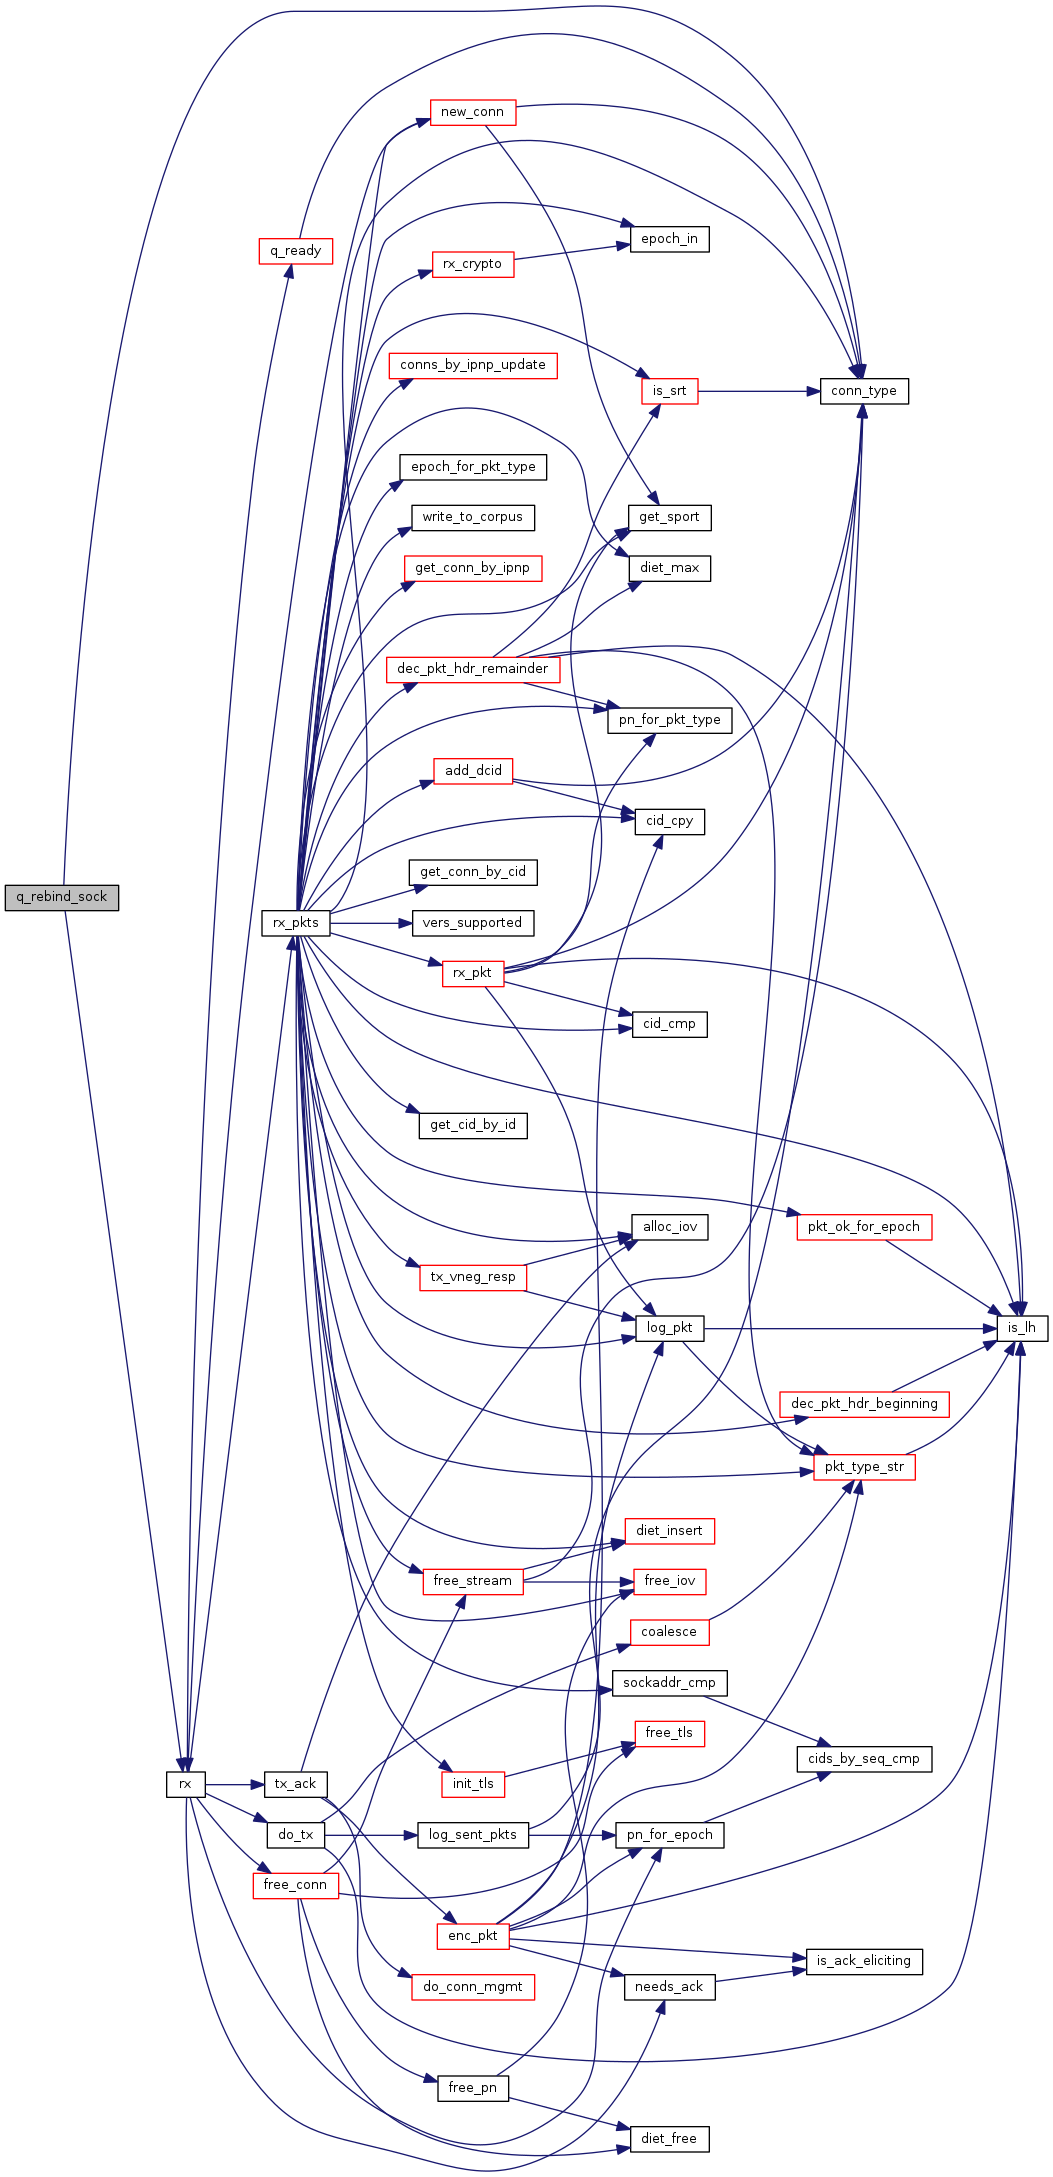 new_conn
epoch_in
q_ready
rx_crypto
conns_by_ipnp_update
is_srt
conn_type
epoch_for_pkt_type
write_to_corpus
get_sport
get_conn_by_ipnp
diet_max
dec_pkt_hdr_remainder
pn_for_pkt_type
add_dcid
cid_cpy
get_conn_by_cid
q_rebind_sock
rx_pkts
vers_supported
rx_pkt
cid_cmp
get_cid_by_id
alloc_iov
pkt_ok_for_epoch
tx_vneg_resp
log_pkt
is_lh
dec_pkt_hdr_beginning
pkt_type_str
diet_insert
free_stream
free_iov
coalesce
sockaddr_cmp
free_tls
cids_by_seq_cmp
rx
tx_ack
init_tls
do_tx
log_sent_pkts
pn_for_epoch
free_conn
enc_pkt
is_ack_eliciting
do_conn_mgmt
needs_ack
free_pn
diet_free